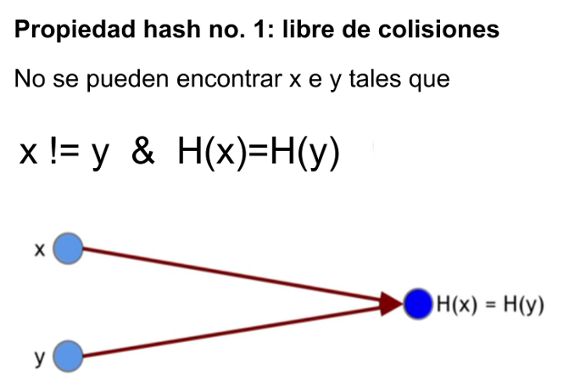 Propiedad hash no. 1: libre de colisiones
No se pueden encontrar x e y tales que
x != y & H(x)=H(y)
x
H(x) = H(y)
y